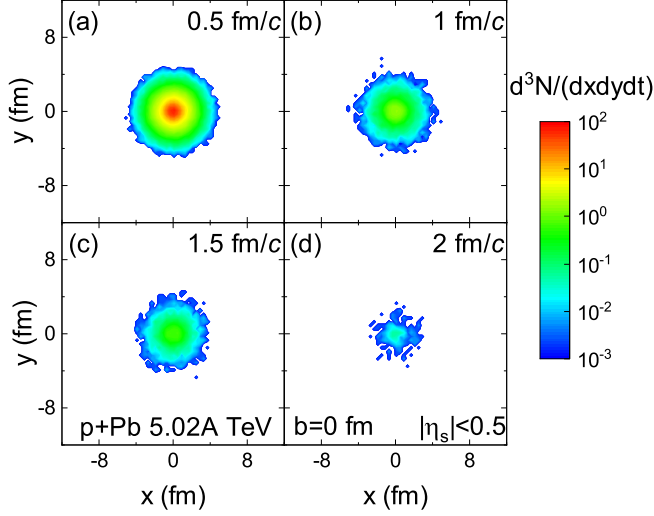 (a) 0.5 fm/c
(b) 1 fm/c
d³N/(dxdydt)
8
0
-8
y (fm)
10²
10¹
10⁰
10⁻¹
10⁻²
10⁻³
(c) 1.5 fm/c
(d) 2 fm/c
8
0
-8
y (fm)
p+Pb 5.02A TeV
b=0 fm |ηₛ|<0.5
-8 0 8
-8 0 8
x (fm)
x (fm)